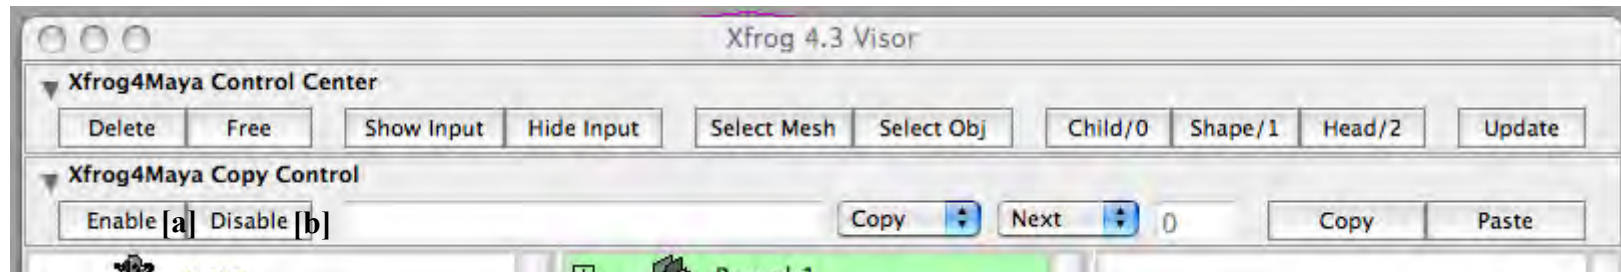 Xfrog 4.3 Visor
Xfrog4Maya Control Center
Delete Free Show Input Hide Input Select Mesh Select Obj Child/0 Shape/1 Head/2 Update
Xfrog4Maya Copy Control
Enable [a] Disable [b] Copy Next 0 Copy Paste